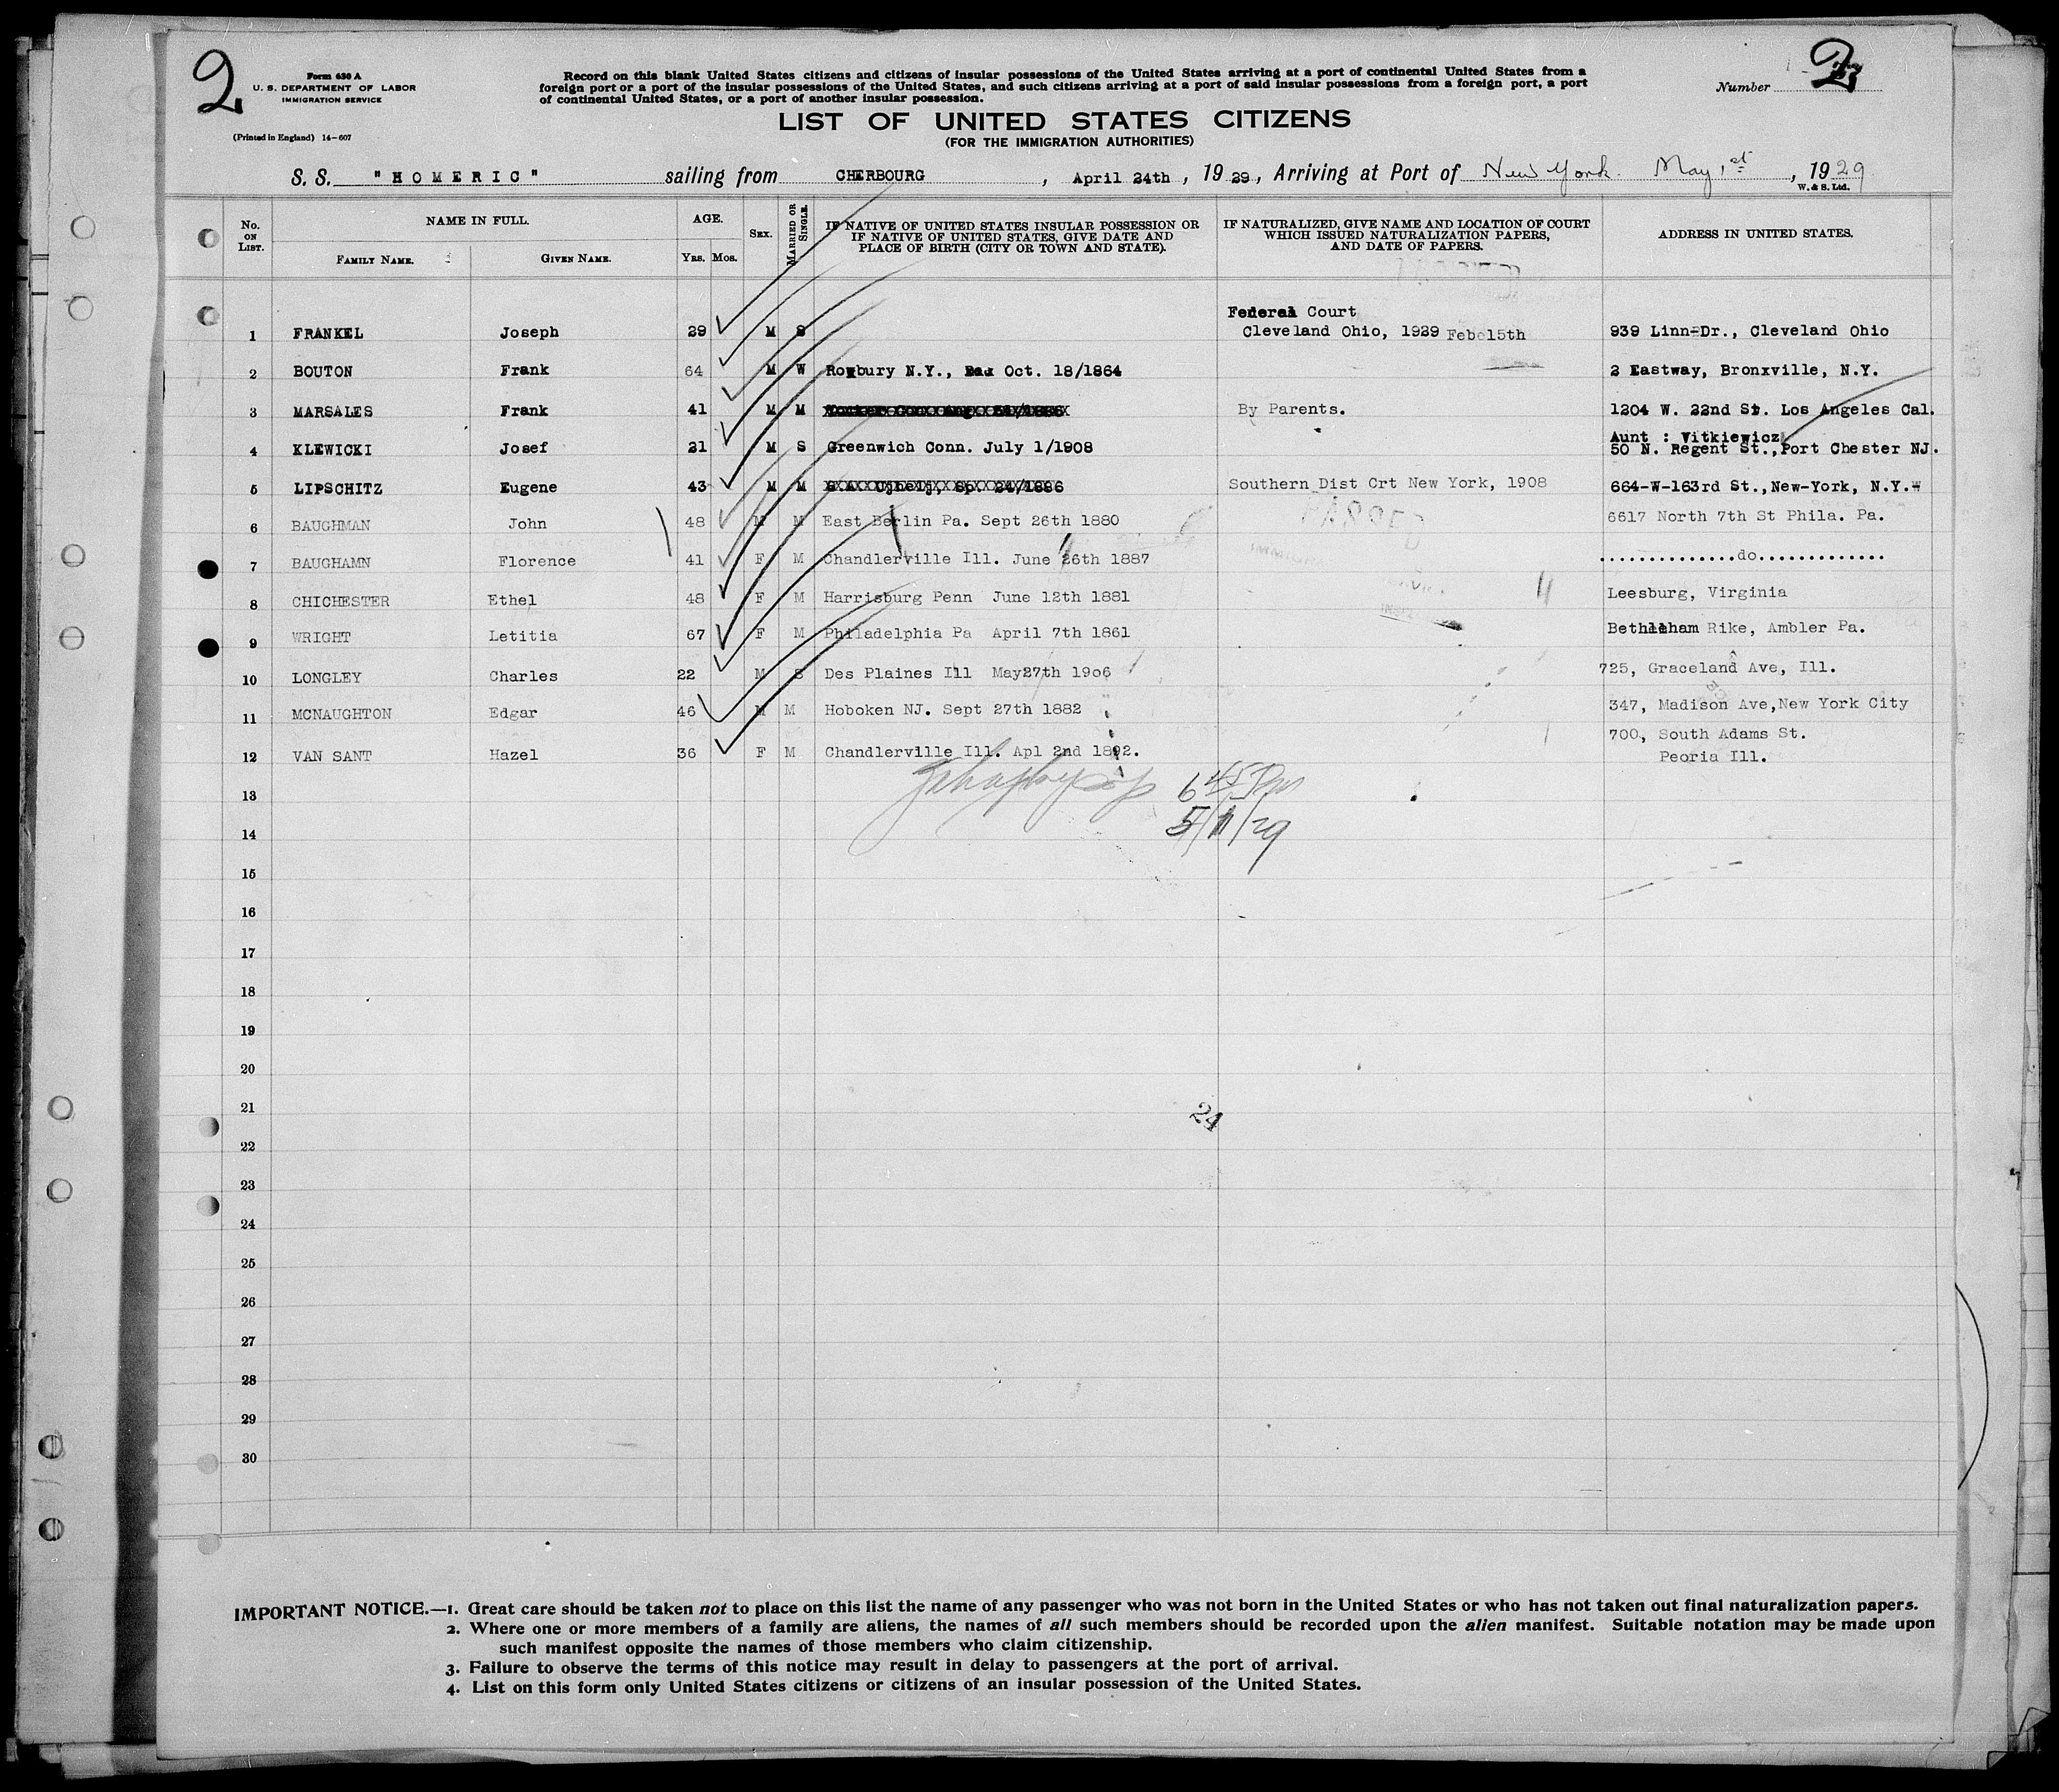 2
Form 630 A
U. S. DEPARTMENT OF LABOR
IMMIGRATION SERVICE
(Printed in England) 14-607
Record on this blank United States citizens and citizens of insular possessions of the United States arriving at a port of continental United States from a
foreign port or a port of the insular possessions of the United States, and such citizens arriving at a port of said insular possessions from a foreign port, a port
of continental United States, or a port of another insular possession.
Number 2
LIST OF UNITED STATES CITIZENS
(FOR THE IMMIGRATION AUTHORITIES)
S. S. "HOMERIC" sailing from CHERBOURG, April 24th, 1929, Arriving at Port of New York. May 1st, 1929
W. & S. Ltd.
No. ON LIST. NAME IN FULL. AGE. SEX. MARRIED OR SINGLE. IF NATIVE OF UNITED STATES INSULAR POSSESSION OR IF NATIVE OF UNITED STATES, GIVE DATE AND PLACE OF BIRTH (CITY OR TOWN AND STATE). IF NATURALIZED, GIVE NAME AND LOCATION OF COURT WHICH ISSUED NATURALIZATION PAPERS, AND DATE OF PAPERS. ADDRESS IN UNITED STATES.
FAMILY NAME. GIVEN NAME. YRS. MOS.
Federal Court
1 FRANKEL Joseph 29 M S Cleveland Ohio, 1929 Feb 15th 939 Linn-Dr., Cleveland Ohio
2 BOUTON Frank 64 M W Roxbury N.Y., Oct. 18/1864 2 Eastway, Bronxville, N.Y.
3 MARSALES Frank 41 M M By Parents. 1204 W. 22nd St. Los Angeles Cal.
Aunt : Vitkiewicz
4 KLEWICKI Josef 21 M S Greenwich Conn. July 1/1908 50 N. Regent St.,Port Chester NJ.
5 LIPSCHITZ Eugene 43 M M Southern Dist Crt New York, 1908 664-W-163rd St.,New-York, N.Y.
6 BAUGHMAN John 48 M M East Berlin Pa. Sept 26th 1880 6617 North 7th St Phila. Pa.
7 BAUGHAMN Florence 41 F M Chandlerville Ill. June 26th 1887 ..............do.............
8 CHICHESTER Ethel 48 F M Harrisburg Penn June 12th 1881 Leesburg, Virginia
9 WRIGHT Letitia 67 F M Philadelphia Pa April 7th 1861 Rike, Ambler Pa.
10 LONGLEY Charles 22 M S Des Plaines Ill May27th 1906 725, Graceland Ave, Ill.
11 MCNAUGHTON Edgar 46 M M Hoboken NJ. Sept 27th 1882 347, Madison Ave,New York City
12 VAN SANT Hazel 36 F M Chandlerville Ill. Apl 2nd 1892. 700, South Adams St.
Peoria Ill.
PASSED
13 6 45 Pm
14 5/1/29
15
16
17
18
19
20
21 24
22
23
24
25
26
27
28
29
30
IMPORTANT NOTICE.—1. Great care should be taken not to place on this list the name of any passenger who was not born in the United States or who has not taken out final naturalization papers.
2. Where one or more members of a family are aliens, the names of all such members should be recorded upon the alien manifest. Suitable notation may be made upon
such manifest opposite the names of those members who claim citizenship.
3. Failure to observe the terms of this notice may result in delay to passengers at the port of arrival.
4. List on this form only United States citizens or citizens of an insular possession of the United States.